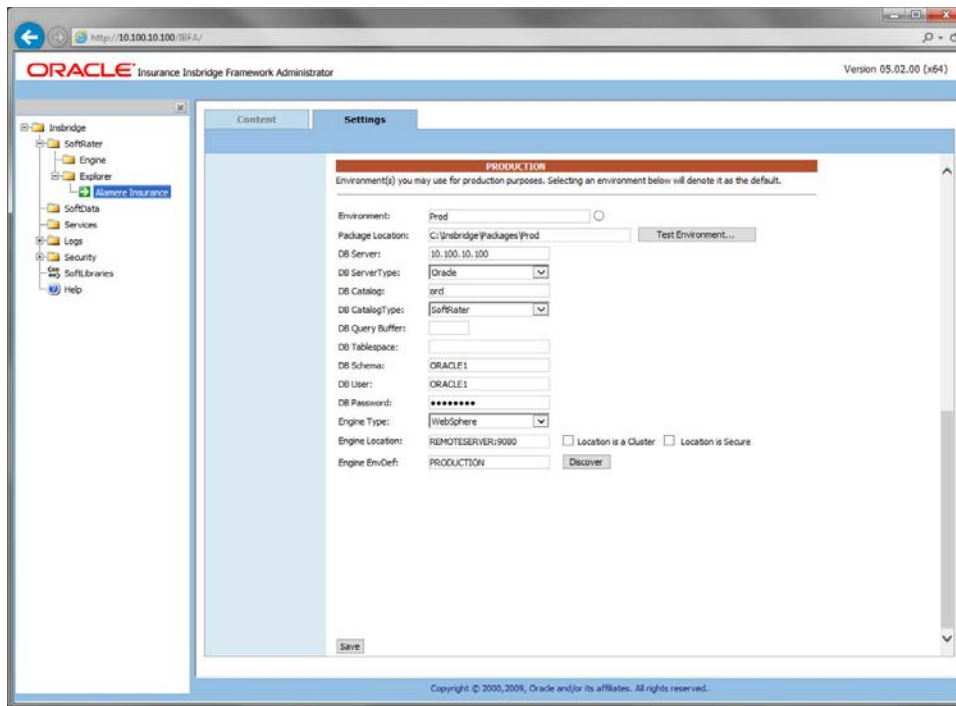 http://10.100.10.100/IBFA/
ORACLE Insurance Insbridge Framework Administrator
Version 05.02.00 (x64)
Insbridge
SoftRater
Engine
Explorer
Alamere Insurance
SoftData
Services
Logs
Security
SoftLibraries
Help
Content Settings
PRODUCTION
Environment(s) you may use for production purposes. Selecting an environment below will denote it as the default.
Environment: Prod
Package Location: C:\Insbridge\Packages\Prod Test Environment...
DB Server: 10.100.10.100
DB ServerType: Oracle
DB Catalog: orcl
DB CatalogType: SoftRater
DB Query Buffer:
DB Tablespace:
DB Schema: ORACLE1
DB User: ORACLE1
DB Password: ••••••••
Engine Type: WebSphere
Engine Location: REMOTESERVER:9080 Location is a Cluster Location is Secure
Engine EnvDef: PRODUCTION Discover
Save
Copyright © 2000,2009, Oracle and/or its affiliates. All rights reserved.